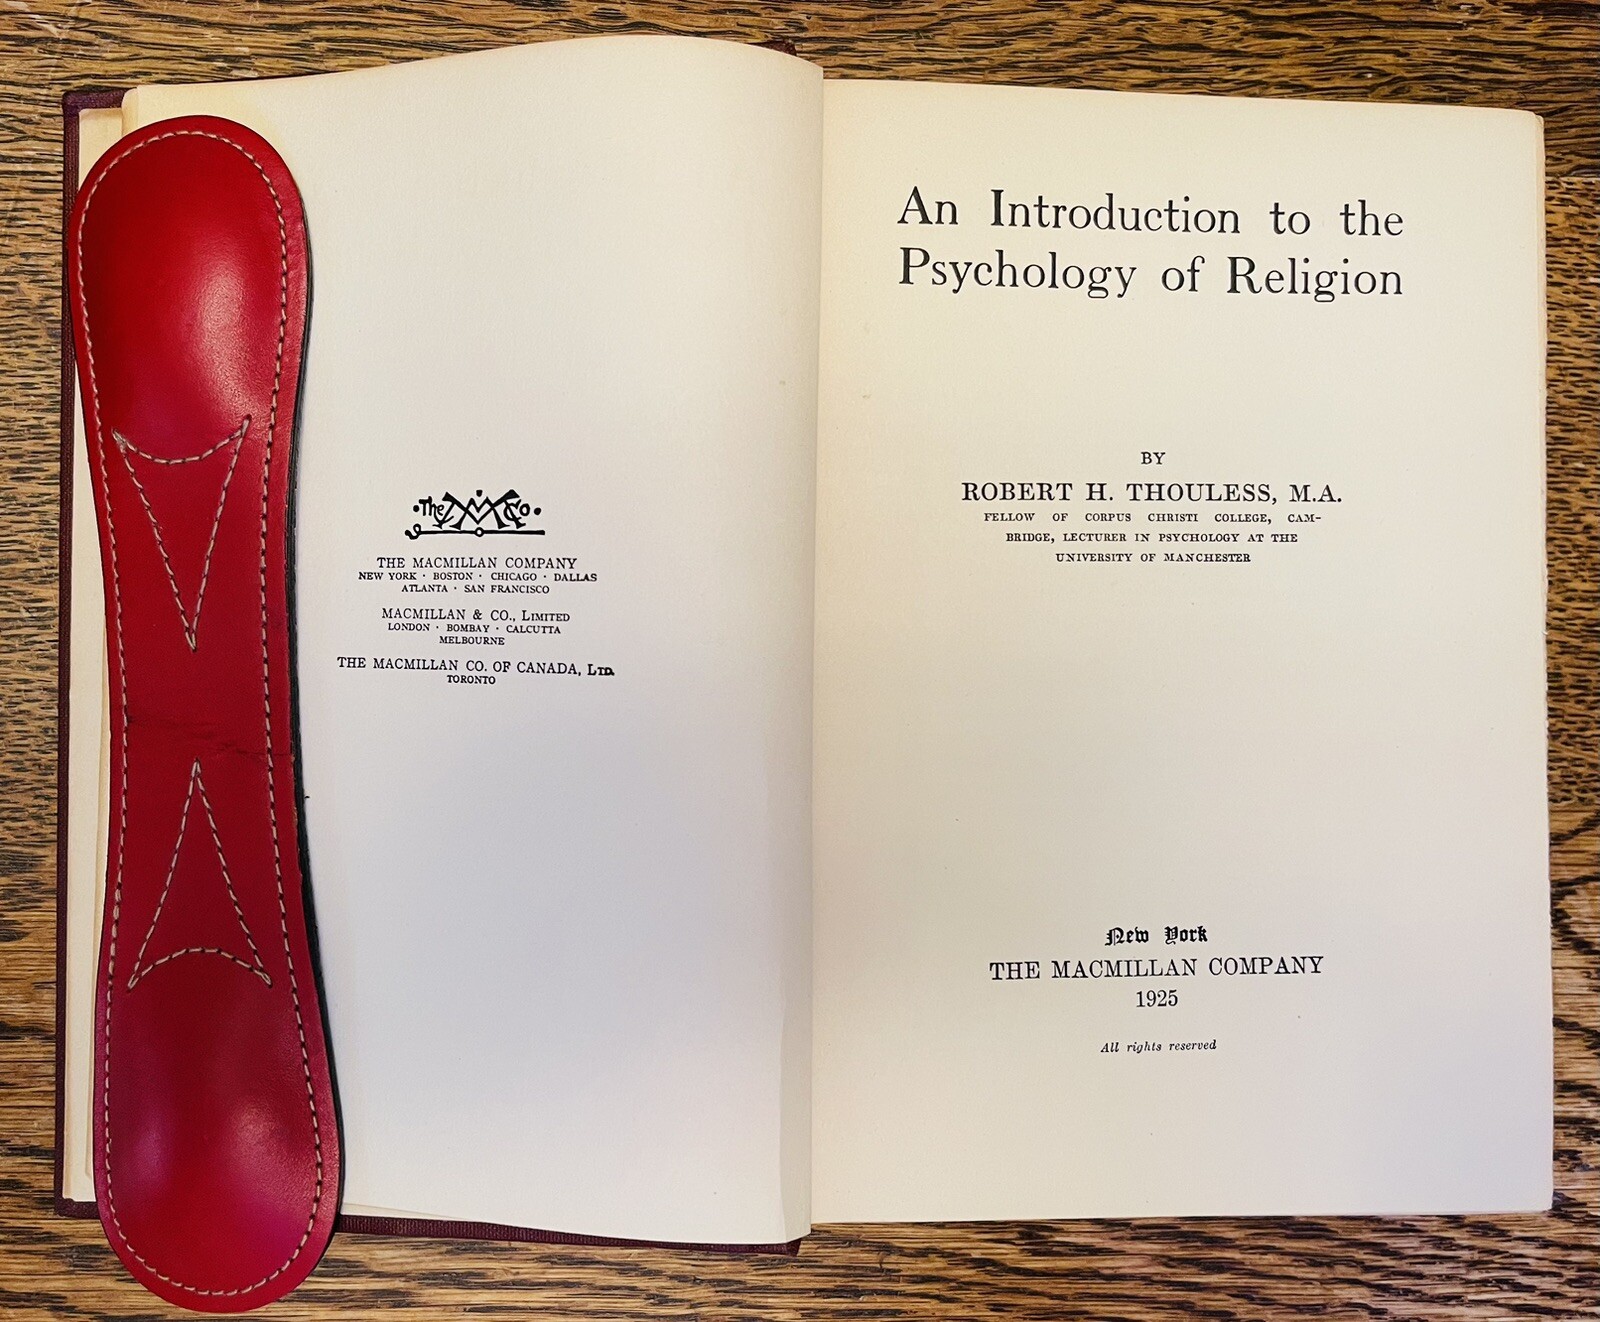 The M M Co.
THE MACMILLAN COMPANY
NEW YORK · BOSTON · CHICAGO · DALLAS
ATLANTA · SAN FRANCISCO
MACMILLAN & CO., LIMITED
LONDON · BOMBAY · CALCUTTA
MELBOURNE
THE MACMILLAN CO. OF CANADA, LTD.
TORONTO
An Introduction to the
Psychology of Religion
BY
ROBERT H. THOULESS, M.A.
FELLOW OF CORPUS CHRISTI COLLEGE, CAM-
BRIDGE, LECTURER IN PSYCHOLOGY AT THE
UNIVERSITY OF MANCHESTER
New York
THE MACMILLAN COMPANY
1925
All rights reserved